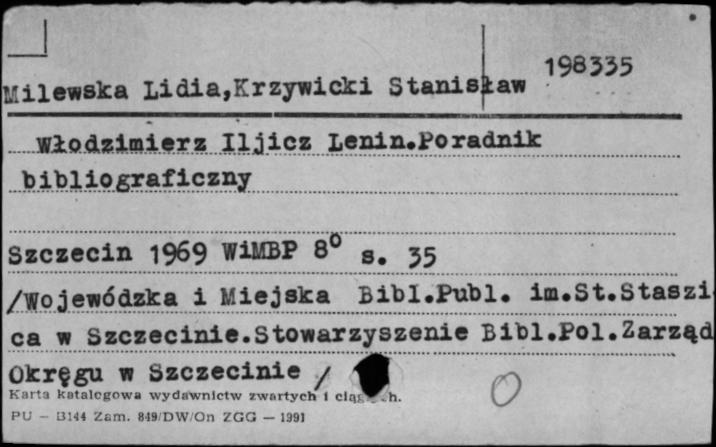 Milewska Lidia,Krzywicki Stanisław 198335
Włodzimierz Iljicz Lenin.Poradnik
bibliograficzny
Szczecin 1969 WiMBP 8° s. 35
/Wojewódzka i Miejska Bibl.Publ. im.St.Staszi
ca w Szczecinie.Stowarzyszenie Bibl.Pol.Zarząd
Okręgu w Szczecinie /
Karta katalogowa wydawnictw zwartych i
PU — B144 Zam. 849/DW/On ZGG — 1991